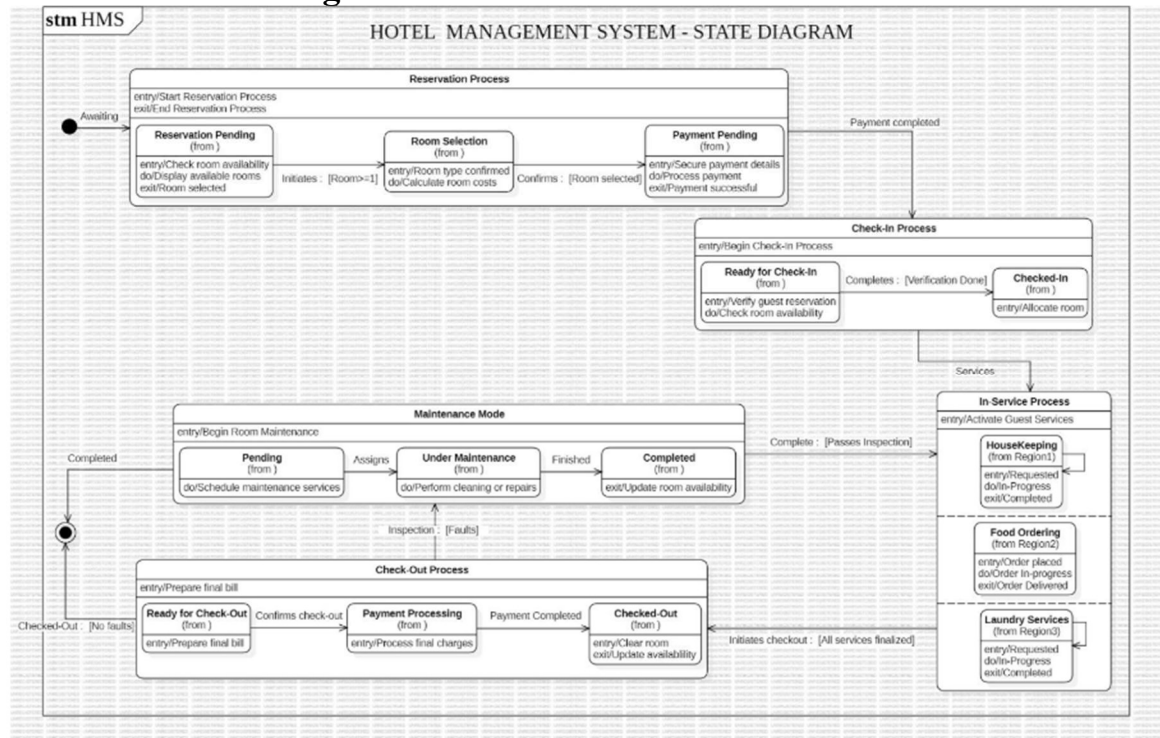 stm HMS
HOTEL MANAGEMENT SYSTEM - STATE DIAGRAM
Reservation Process
entry/Start Reservation Process
exit/End Reservation Process
Awaiting
Reservation Pending
(from )
entry/Check room availability
do/Display available rooms
exit/Room selected
Initiates : [Room>=1]
Room Selection
(from )
entry/Room type confirmed
do/Calculate room costs
Confirms : [Room selected]
Payment Pending
(from )
entry/Secure payment details
do/Process payment
exit/Payment successful
Payment completed
Check-In Process
entry/Begin Check-In Process
Ready for Check-In
(from )
entry/Verify guest reservation
do/Check room availability
Completes : [Verification Done]
Checked-In
(from )
entry/Allocate room
Services
In-Service Process
entry/Activate Guest Services
HouseKeeping
(from Region1)
entry/Requested
do/In-Progress
exit/Completed
Food Ordering
(from Region2)
entry/Order placed
do/Order In-progress
exit/Order Delivered
Laundry Services
(from Region3)
entry/Requested
do/In-Progress
exit/Completed
Maintenance Mode
entry/Begin Room Maintenance
Pending
(from )
do/Schedule maintenance services
Assigns
Under Maintenance
(from )
do/Perform cleaning or repairs
Finished
Completed
(from )
exit/Update room availability
Complete : [Passes Inspection]
Completed
Inspection : [Faults]
Check-Out Process
entry/Prepare final bill
Ready for Check-Out
(from )
entry/Prepare final bill
Confirms check-out
Payment Processing
(from )
entry/Process final charges
Payment Completed
Checked-Out
(from )
entry/Clear room
exit/Update availablility
Checked-Out : [No faults]
Initiates checkout : [All services finalized]